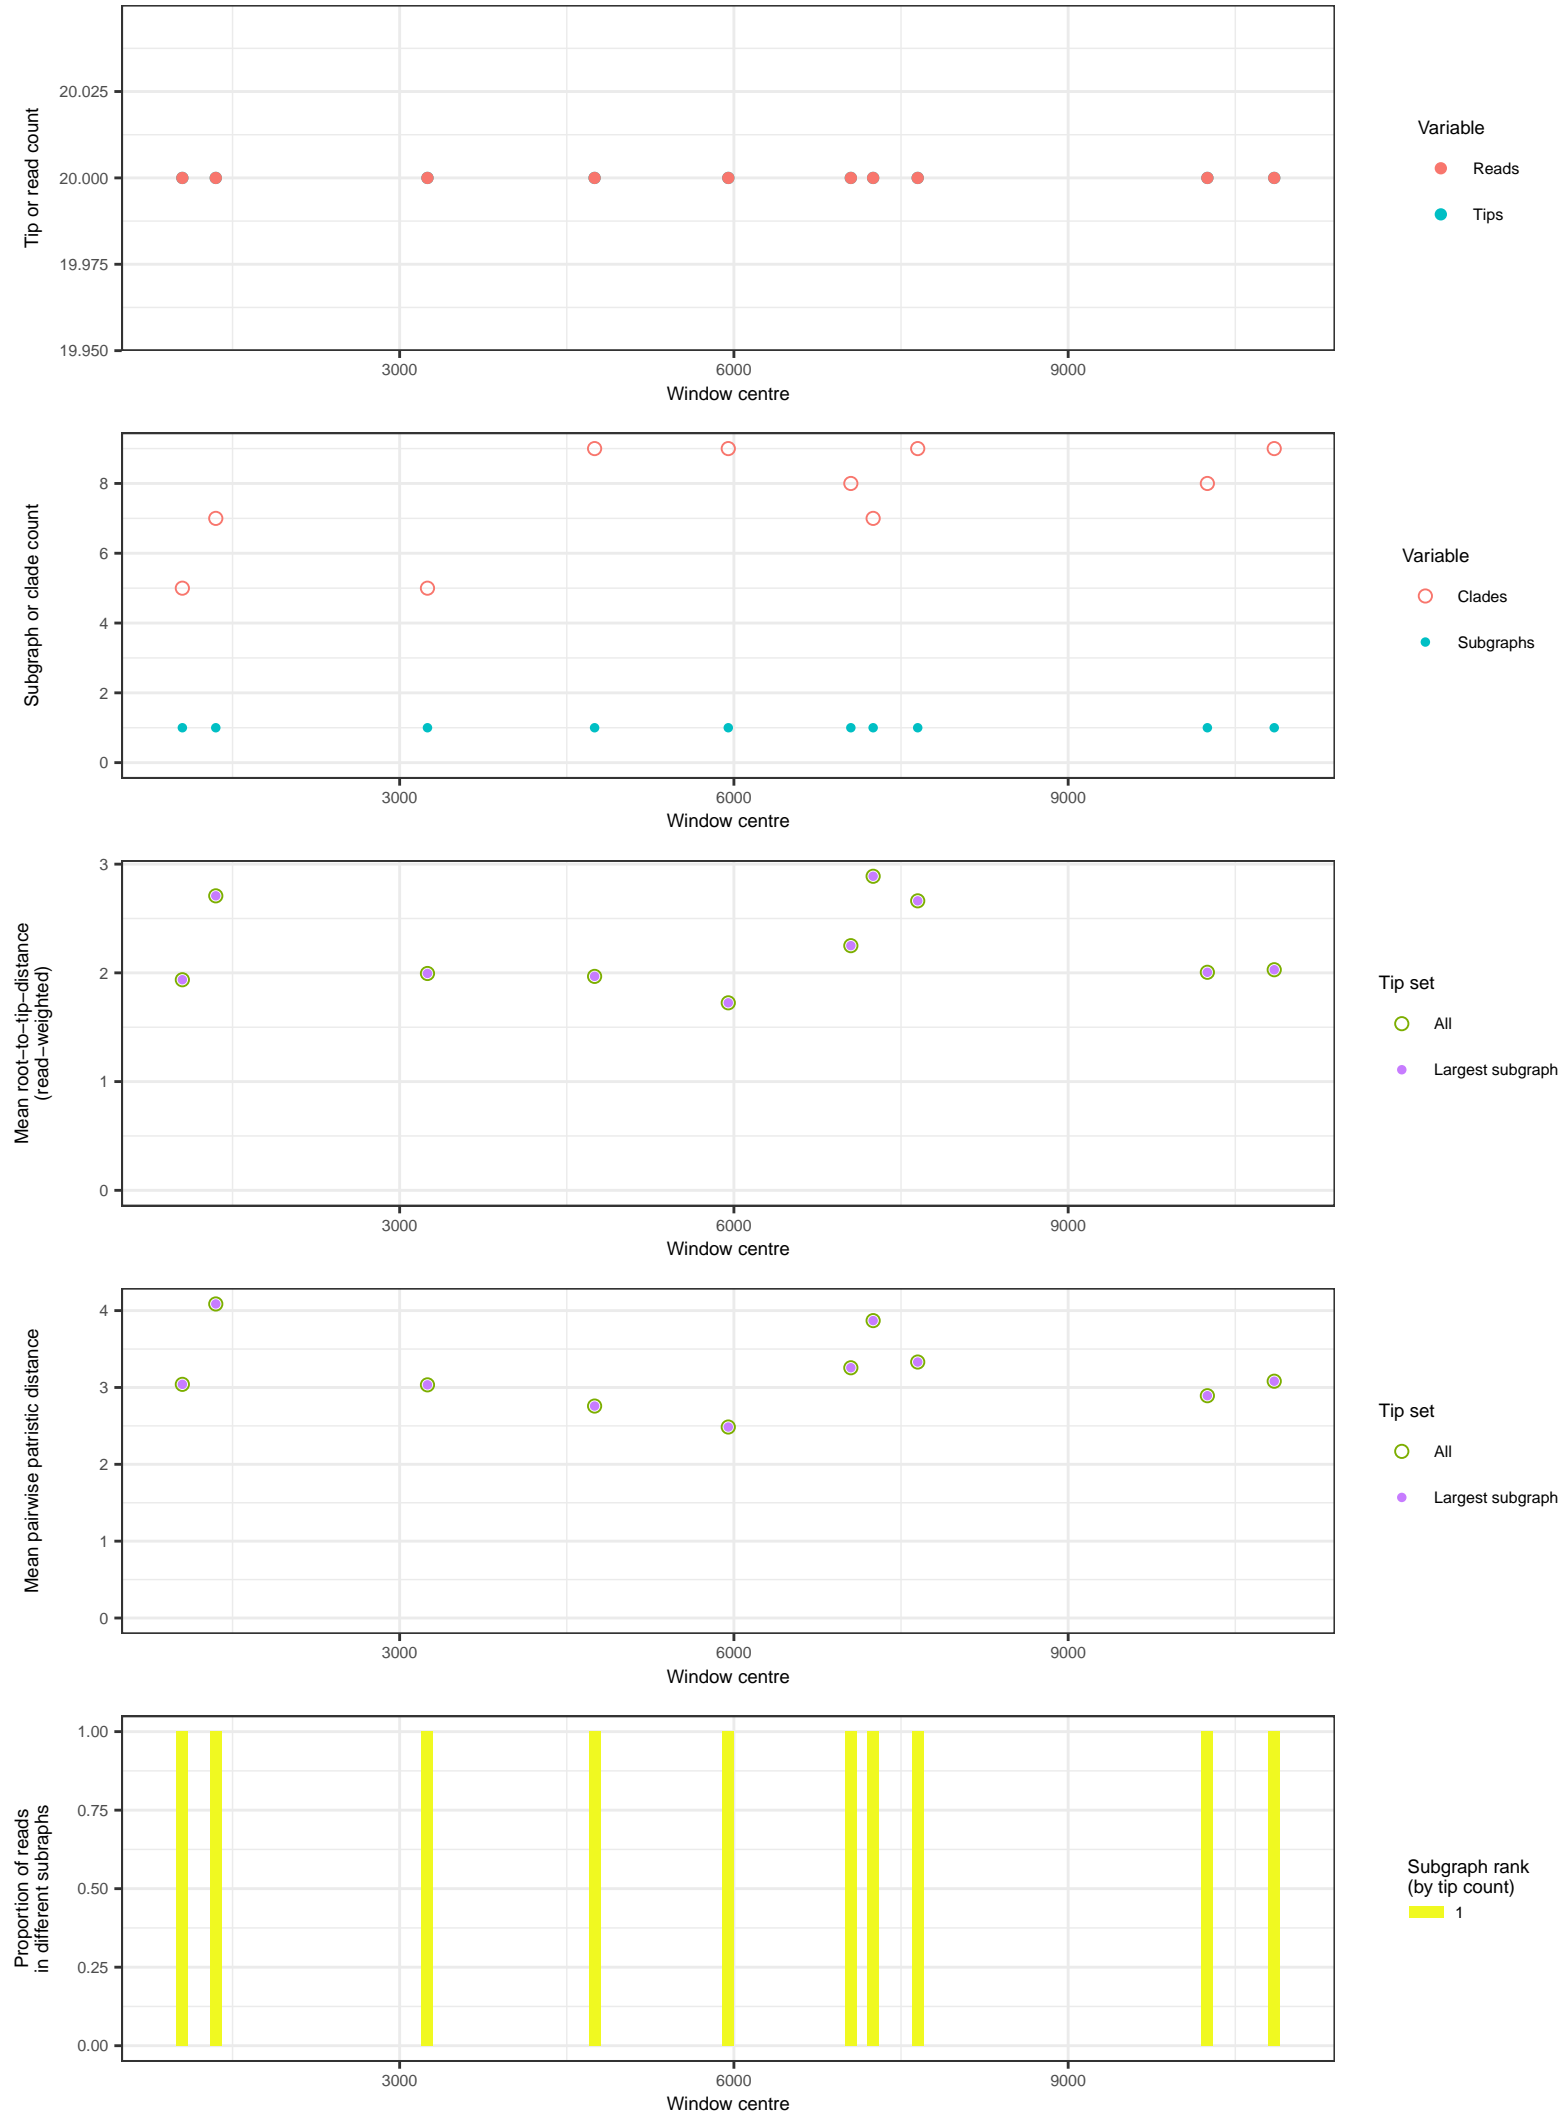 Tip or read count
20.025
20.000
19.975
19.950
3000
6000
9000
Window centre
Variable
Reads
Tips
Subgraph or clade count
8
6
4
2
0
3000
6000
9000
Window centre
Variable
Clades
Subgraphs
Mean root−to−tip−distance
(read−weighted)
3
2
1
0
3000
6000
9000
Window centre
Tip set
All
Largest subgraph
Mean pairwise patristic distance
4
3
2
1
0
3000
6000
9000
Window centre
Tip set
All
Largest subgraph
Proportion of reads
in different subraphs
1.00
0.75
0.50
0.25
0.00
3000
6000
9000
Window centre
Subgraph rank
(by tip count)
1